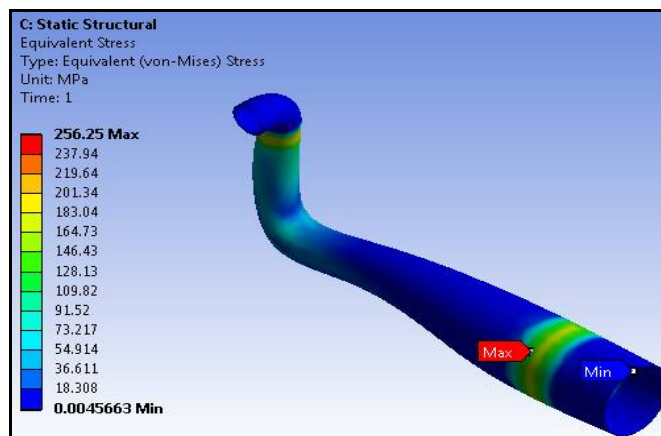 C: Static Structural
Equivalent Stress
Type: Equivalent (von-Mises) Stress
Unit: MPa
Time: 1
256.25 Max
237.94
219.64
201.34
183.04
164.73
146.43
128.13
109.82
91.52
73.217
54.914
36.611
18.308
0.0045663 Min
Max
Min